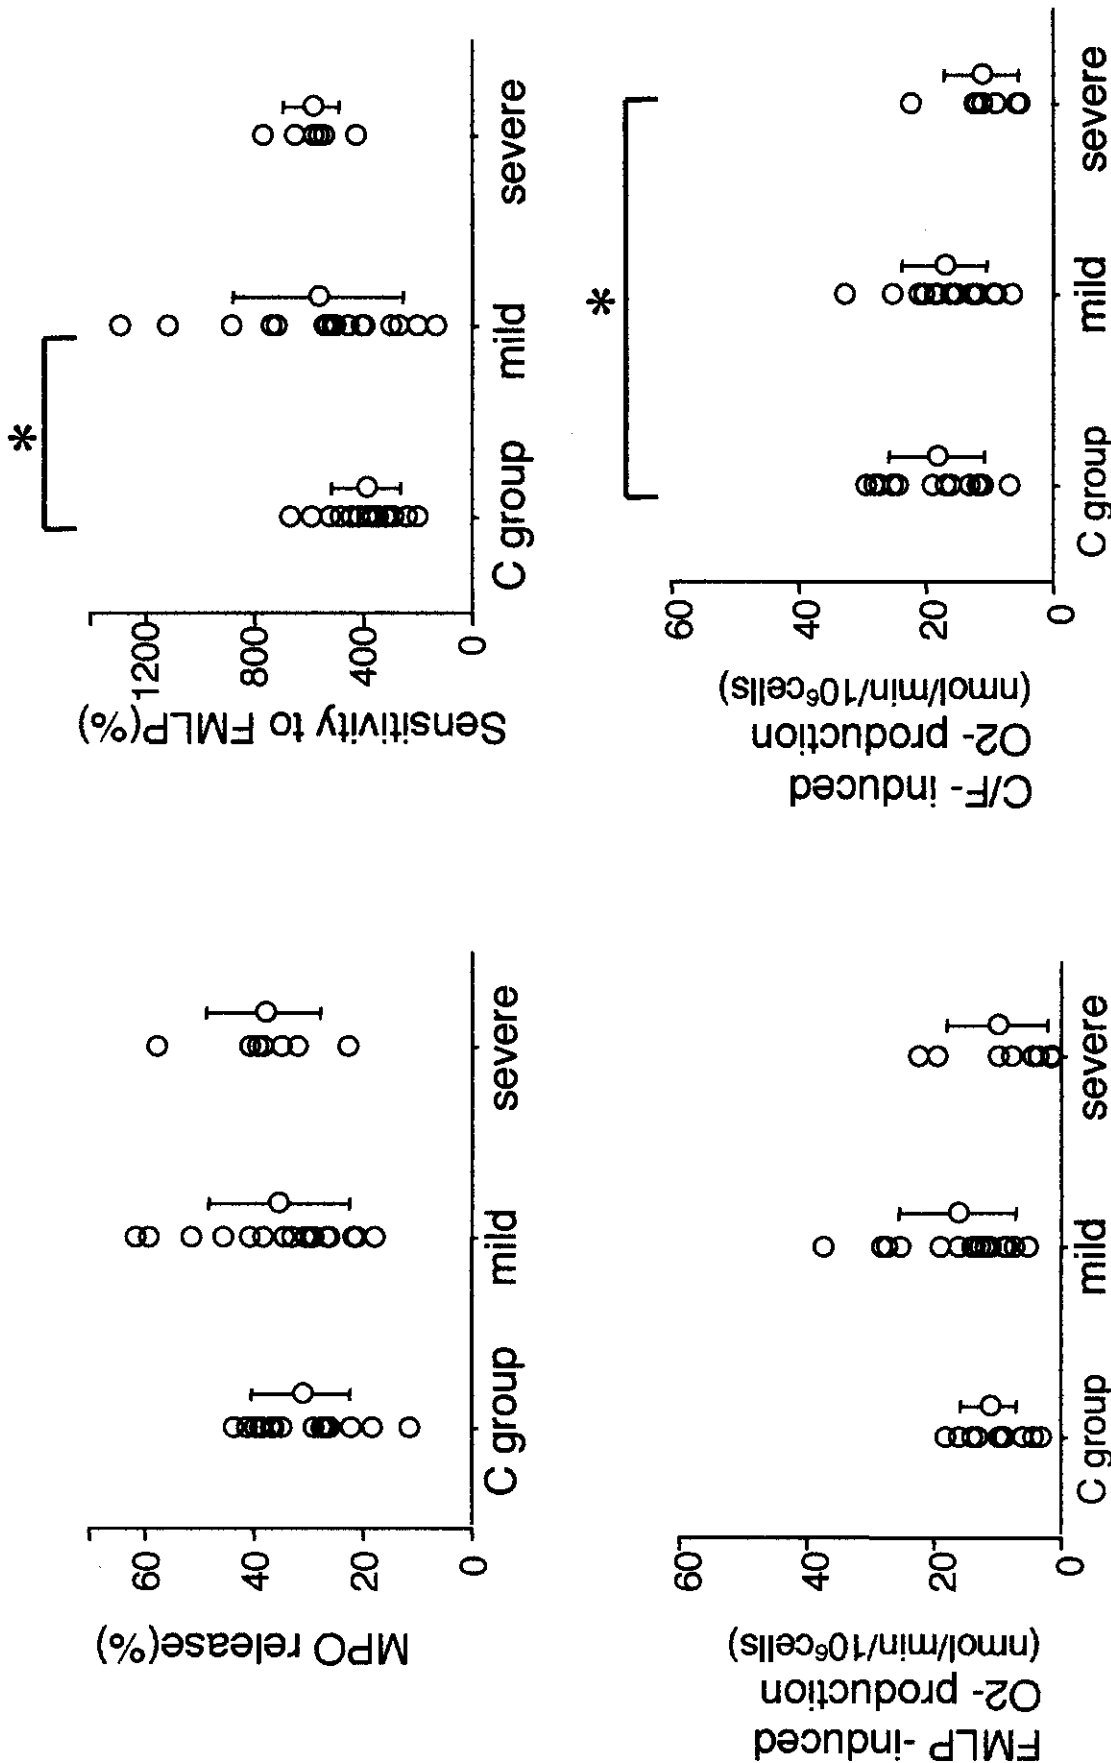 MPO release(%)
60
40
20
0
C group mild severe
*
Sensitivity to FMLP(%)
1200
800
400
0
C group mild severe
FMLP-induced
O2- production
(nmol/min/10⁶cells)
60
40
20
0
C group mild severe
*
C/F- induced
O2- production
(nmol/min/10⁶cells)
60
40
20
0
C group mild severe